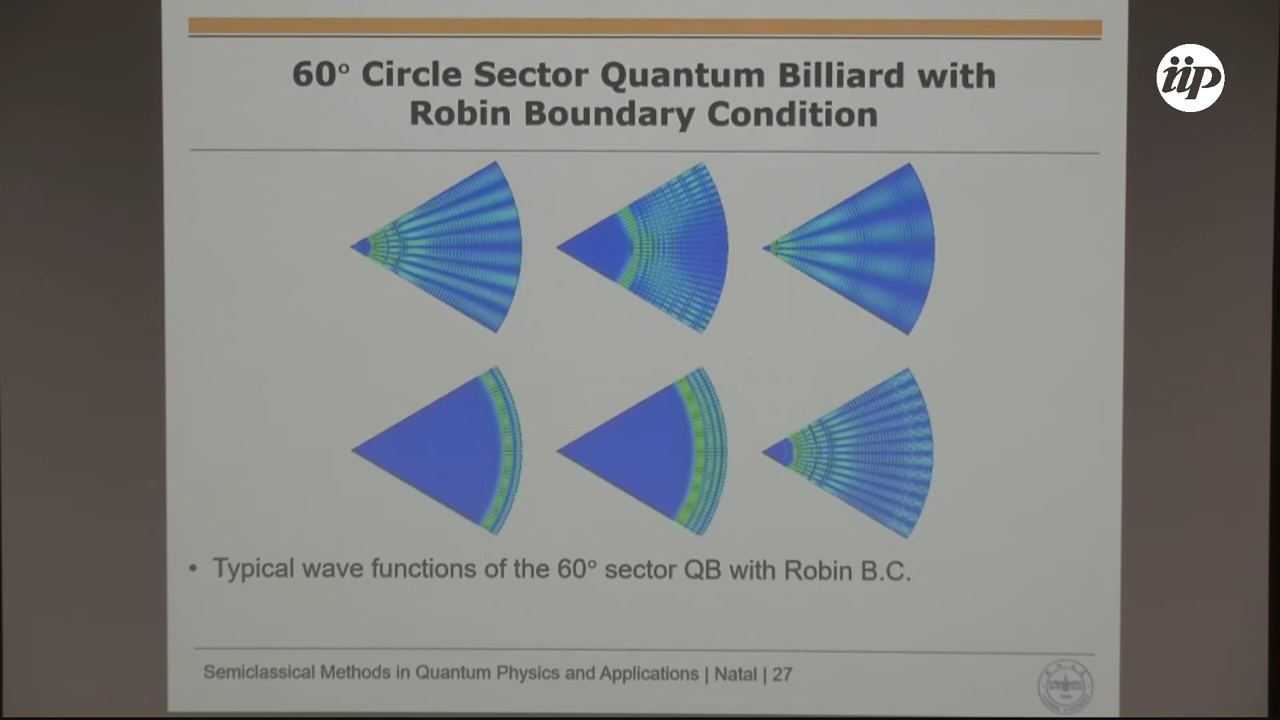 iip
60° Circle Sector Quantum Billiard with
Robin Boundary Condition
• Typical wave functions of the 60° sector QB with Robin B.C.
Semiclassical Methods in Quantum Physics and Applications | Natal | 27